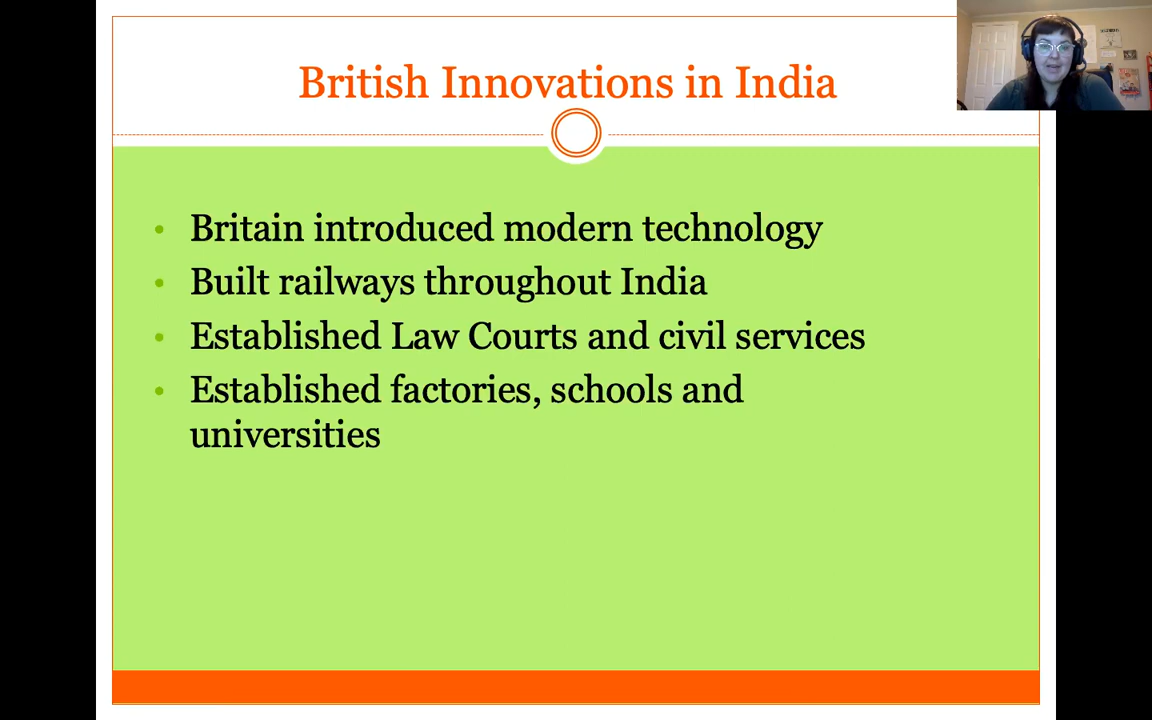 British Innovations in India
• Britain introduced modern technology
• Built railways throughout India
• Established Law Courts and civil services
• Established factories, schools and
universities